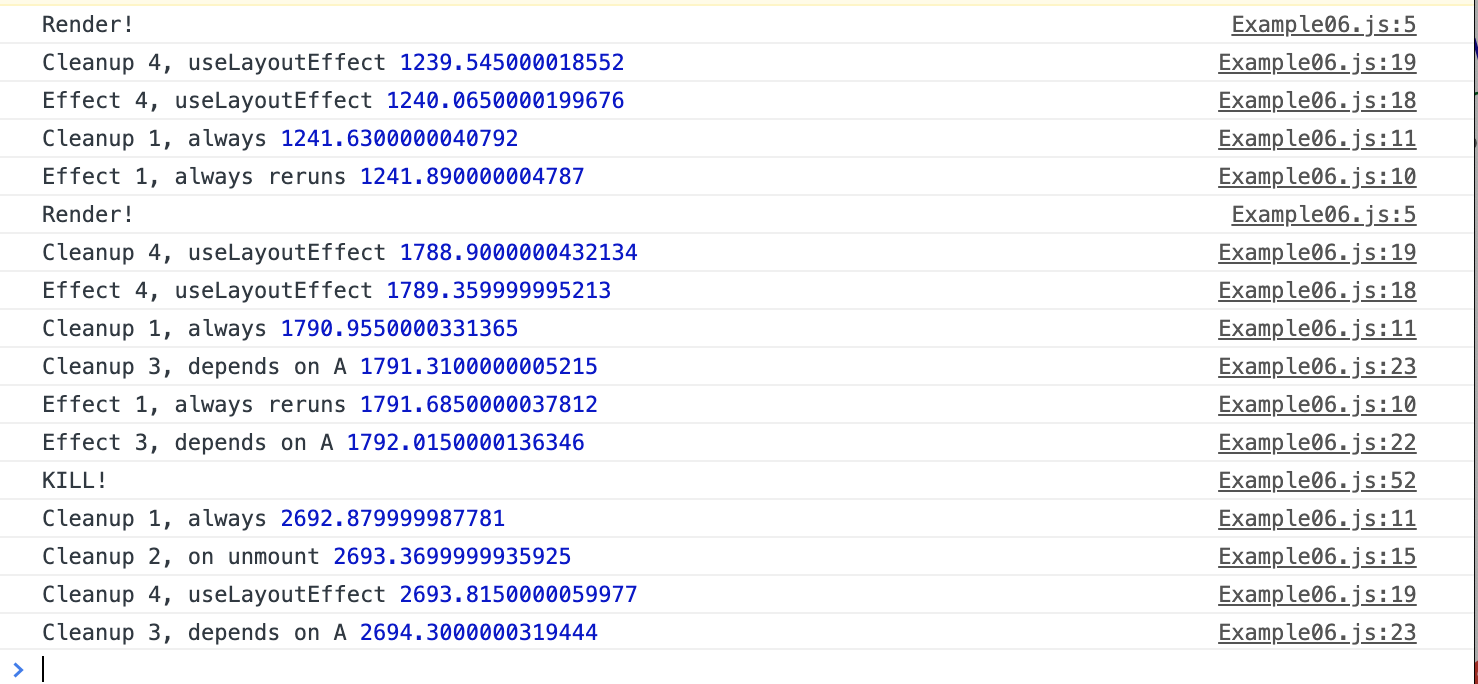 Render! Example06.js:5
Cleanup 4, useLayoutEffect 1239.545000018552 Example06.js:19
Effect 4, useLayoutEffect 1240.0650000199676 Example06.js:18
Cleanup 1, always 1241.6300000040792 Example06.js:11
Effect 1, always reruns 1241.890000004787 Example06.js:10
Render! Example06.js:5
Cleanup 4, useLayoutEffect 1788.9000000432134 Example06.js:19
Effect 4, useLayoutEffect 1789.359999995213 Example06.js:18
Cleanup 1, always 1790.9550000331365 Example06.js:11
Cleanup 3, depends on A 1791.3100000005215 Example06.js:23
Effect 1, always reruns 1791.6850000037812 Example06.js:10
Effect 3, depends on A 1792.0150000136346 Example06.js:22
KILL! Example06.js:52
Cleanup 1, always 2692.879999987781 Example06.js:11
Cleanup 2, on unmount 2693.3699999935925 Example06.js:15
Cleanup 4, useLayoutEffect 2693.8150000059977 Example06.js:19
Cleanup 3, depends on A 2694.3000000319444 Example06.js:23